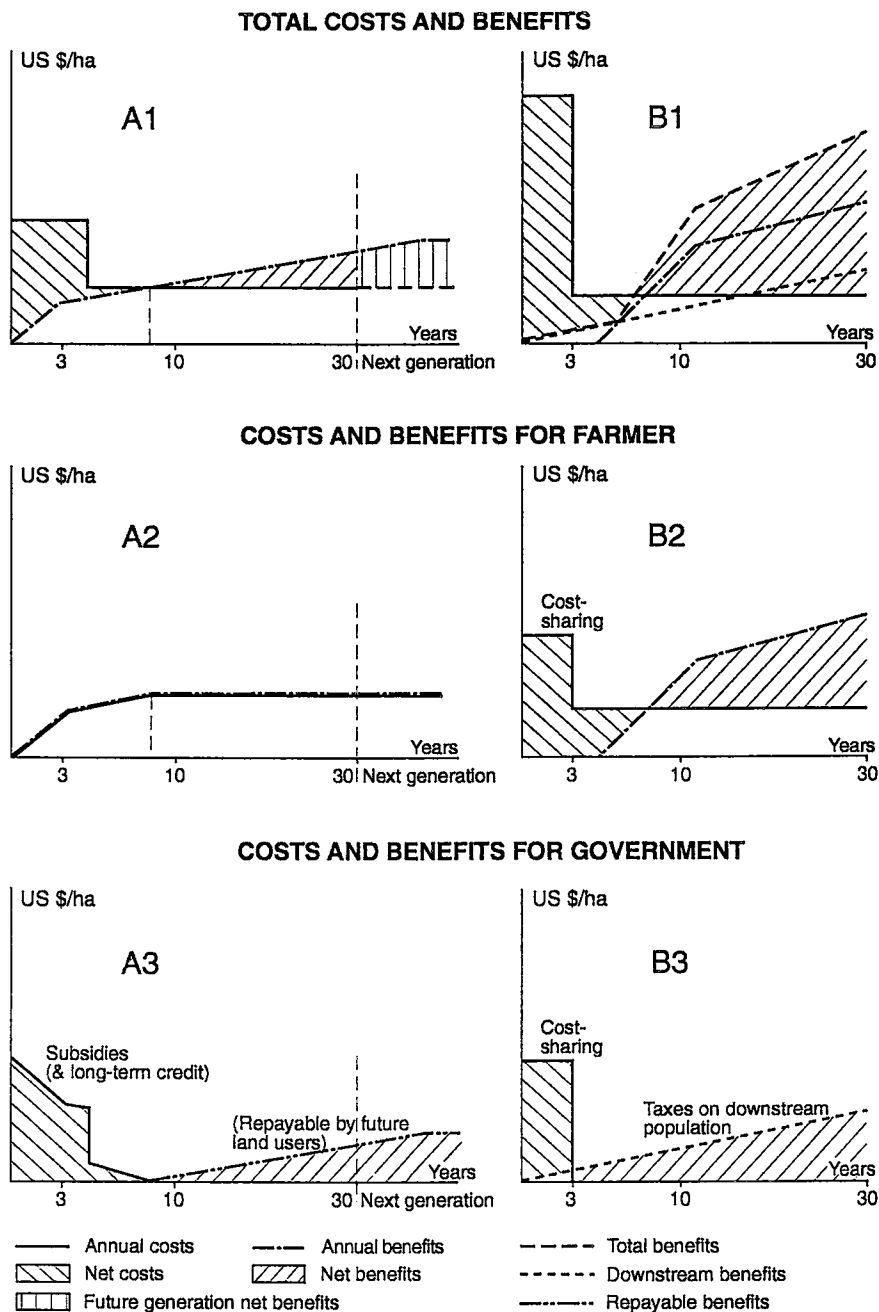 TOTAL COSTS AND BENEFITS
US $/ha
A1
Years
3 10 30 Next generation
US $/ha
B1
Years
3 10 30
COSTS AND BENEFITS FOR FARMER
US $/ha
A2
Years
3 10 30 Next generation
US $/ha
B2
Cost-
sharing
Years
3 10 30
COSTS AND BENEFITS FOR GOVERNMENT
US $/ha
A3
Subsidies
(& long-term credit)
(Repayable by future
land users)
Years
3 10 30 Next generation
US $/ha
B3
Cost-
sharing
Taxes on downstream
population
Years
3 10 30
Annual costs
Annual benefits
Total benefits
Net costs
Net benefits
Downstream benefits
Future generation net benefits
Repayable benefits